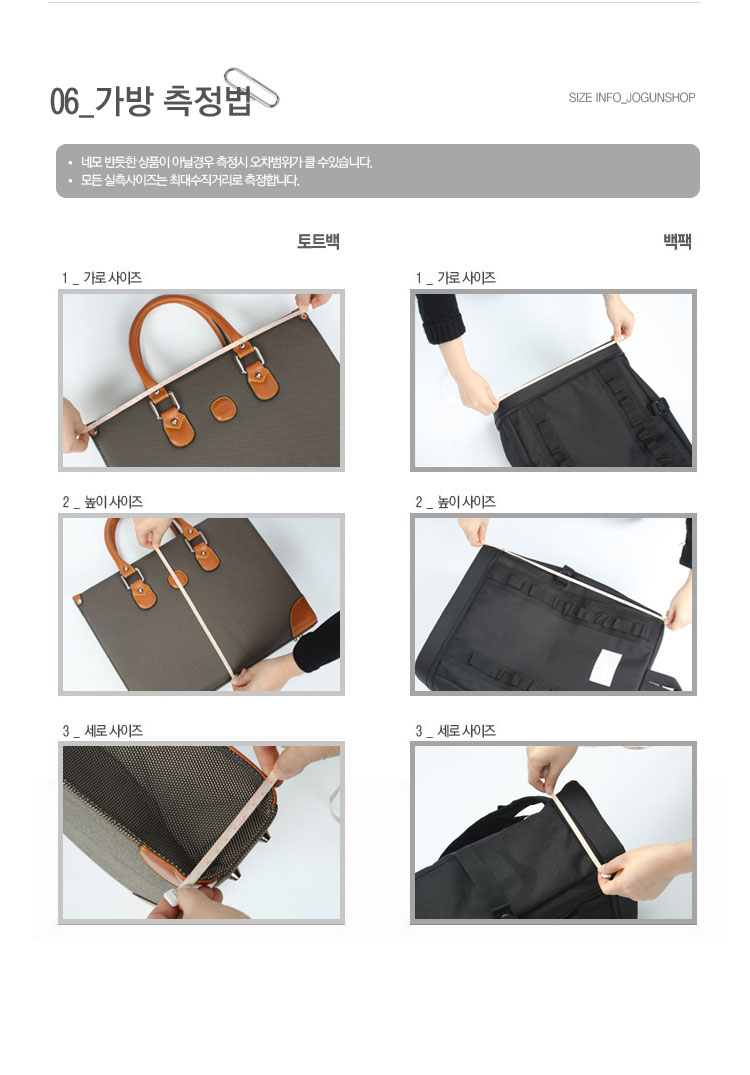 06_가방 측정법
SIZE INFO_JOGUNSHOP
• 네모 반듯한 상품이 아닐경우 측정시 오차범위가 클 수있습니다.
• 모든 실측사이즈는 최대수직거리로 측정합니다.
토트백
백팩
1 _ 가로 사이즈
1 _ 가로 사이즈
2 _ 높이 사이즈
2 _ 높이 사이즈
3 _ 세로 사이즈
3 _ 세로 사이즈